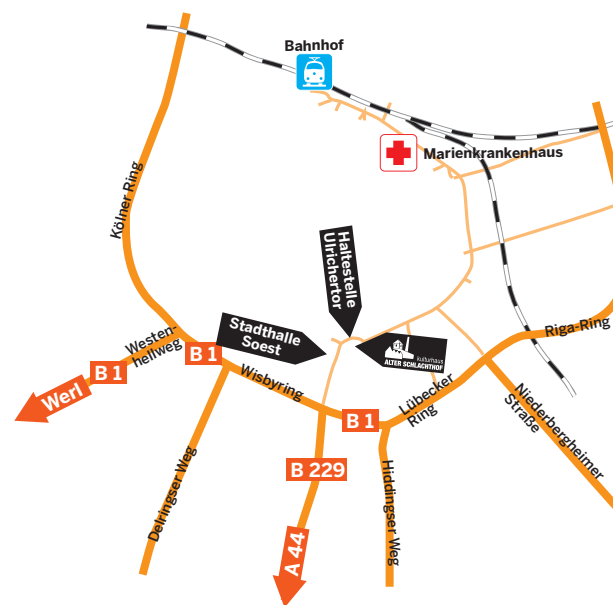 Bahnhof
Marienkrankenhaus
Kölner Ring
Haltestelle
Ulrichertor
Stadthalle
Soest
kulturhaus
ALTER SCHLACHTHOF
Westen-
hellweg
B 1
B 1
Werl
Wisbyring
Riga-Ring
Lübecker
Ring
B 1
Niederbergheimer
Straße
Delringser Weg
B 229
Hiddingser Weg
A 44